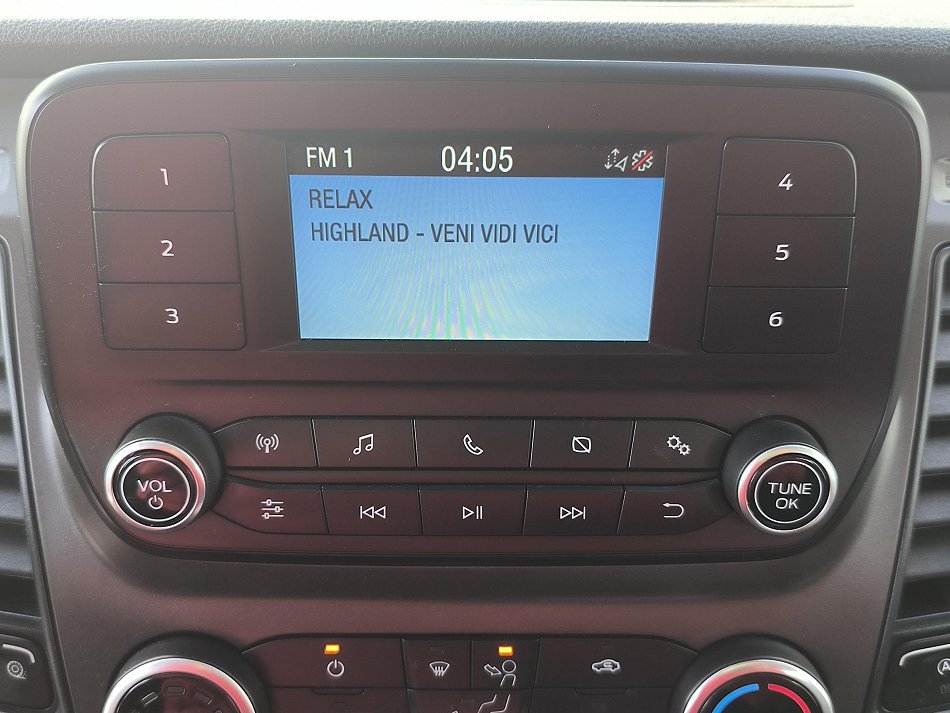 FM 1 04:05
RELAX
HIGHLAND - VENI VIDI VICI
1
2
3
4
5
6
VOL
TUNE
OK